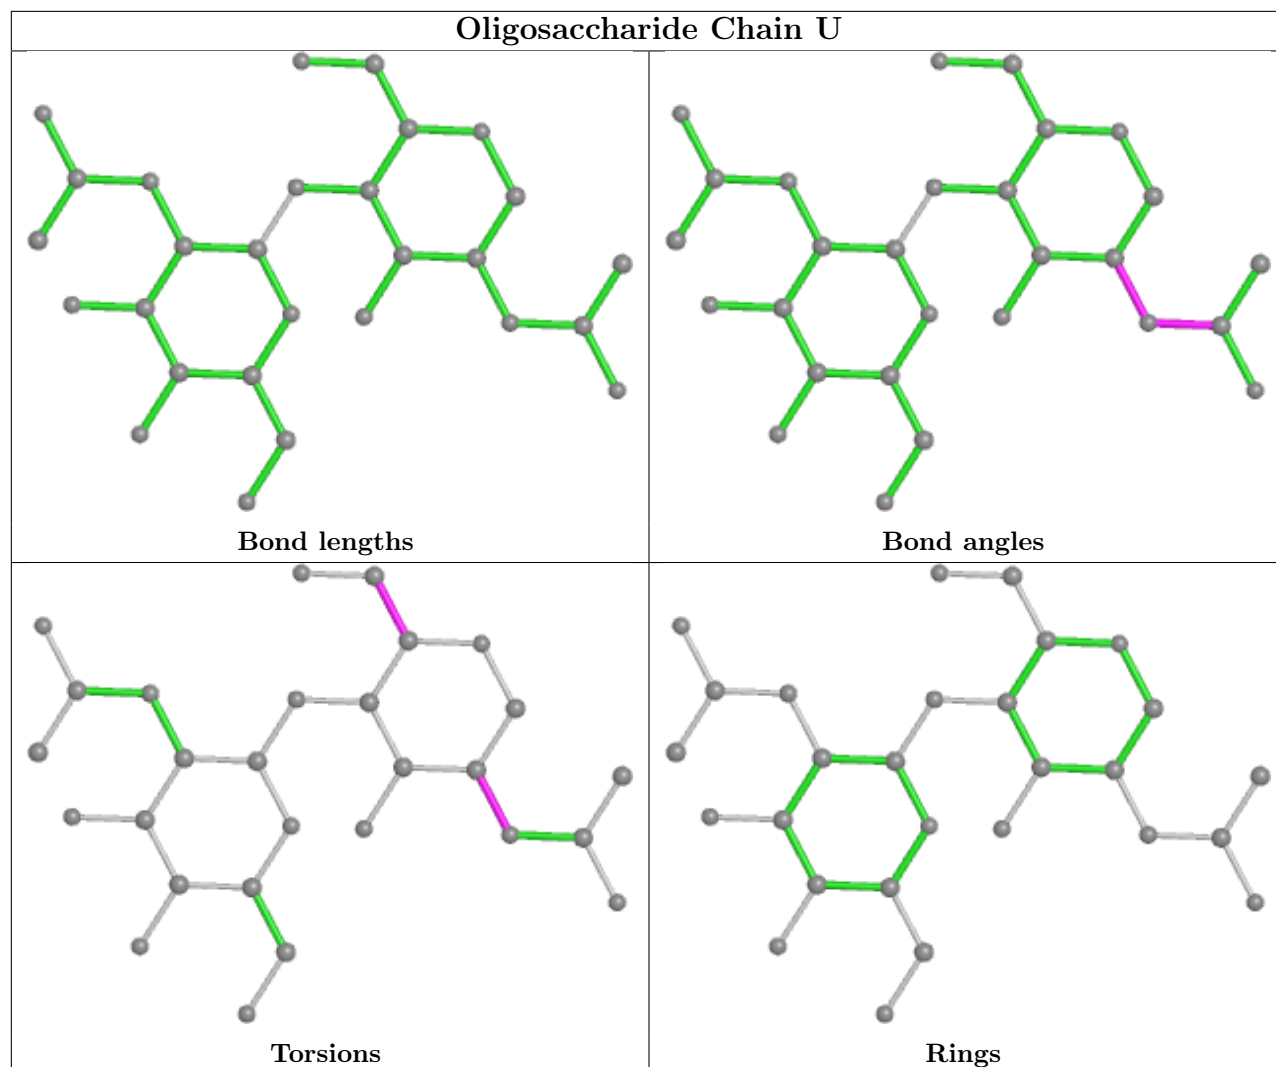 Oligosaccharide Chain U
Bond lengths
Bond angles
Torsions
Rings